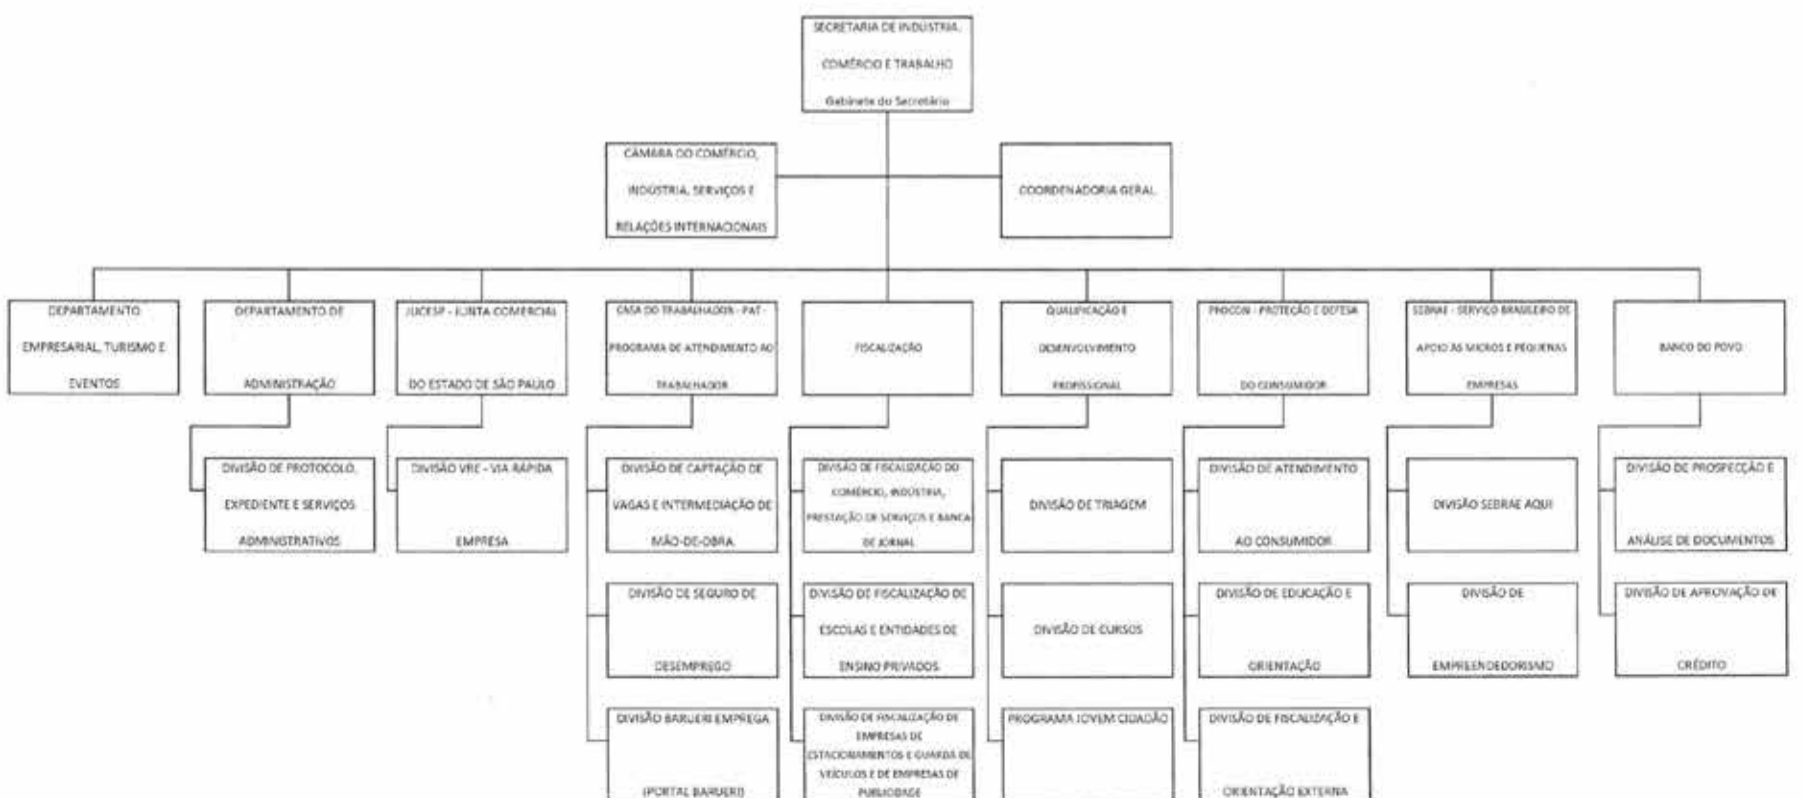 SECRETARIA DE INDÚSTRIA,
COMÉRCIO E TRABALHO
Gabinete do Secretário
CÂMARA DO COMÉRCIO,
INDÚSTRIA, SERVIÇOS E
RELAÇÕES INTERNACIONAIS
COORDENADORIA GERAL
DEPARTAMENTO
EMPRESARIAL, TURISMO E
EVENTOS
DEPARTAMENTO DE
ADMINISTRAÇÃO
JUCESP - JUNTA COMERCIAL
DO ESTADO DE SÃO PAULO
CASA DO TRABALHADOR - PAT -
PROGRAMA DE ATENDIMENTO AO
TRABALHADOR
FISCALIZAÇÃO
QUALIFICAÇÃO E
DESENVOLVIMENTO
PROFISSIONAL
PROCON - PROTEÇÃO E DEFESA
DO CONSUMIDOR
SEBRAE - SERVIÇO BRASILEIRO DE
APOIO ÀS MICROS E PEQUENAS
EMPRESAS
BANCO DO POVO
DIVISÃO DE PROTOCOLO,
EXPEDIENTE E SERVIÇOS
ADMINISTRATIVOS
DIVISÃO VRE - VIA RÁPIDA
EMPRESA
DIVISÃO DE CAPTAÇÃO DE
VAGAS E INTERMEDIAÇÃO DE
MÃO-DE-OBRA
DIVISÃO DE FISCALIZAÇÃO DO
COMÉRCIO, INDÚSTRIA,
PRESTAÇÃO DE SERVIÇOS E BANCA
DE JORNAL
DIVISÃO DE TRIAGEM
DIVISÃO DE ATENDIMENTO
AO CONSUMIDOR
DIVISÃO SEBRAE AQUI
DIVISÃO DE PROSPECÇÃO E
ANÁLISE DE DOCUMENTOS
DIVISÃO DE SEGURO DE
DESEMPREGO
DIVISÃO DE FISCALIZAÇÃO DE
ESCOLAS E ENTIDADES DE
ENSINO PRIVADOS
DIVISÃO DE CURSOS
DIVISÃO DE EDUCAÇÃO E
ORIENTAÇÃO
DIVISÃO DE
EMPREENDEDORISMO
DIVISÃO DE APROVAÇÃO DE
CRÉDITO
DIVISÃO BARUERI EMPREGA
(PORTAL BARUERI)
DIVISÃO DE FISCALIZAÇÃO DE
EMPRESAS DE
ESTACIONAMENTOS E GUARDA DE
VEÍCULOS E DE EMPRESAS DE
PUBLICIDADE
PROGRAMA JOVEM CIDADÃO
DIVISÃO DE FISCALIZAÇÃO E
ORIENTAÇÃO EXTERNA